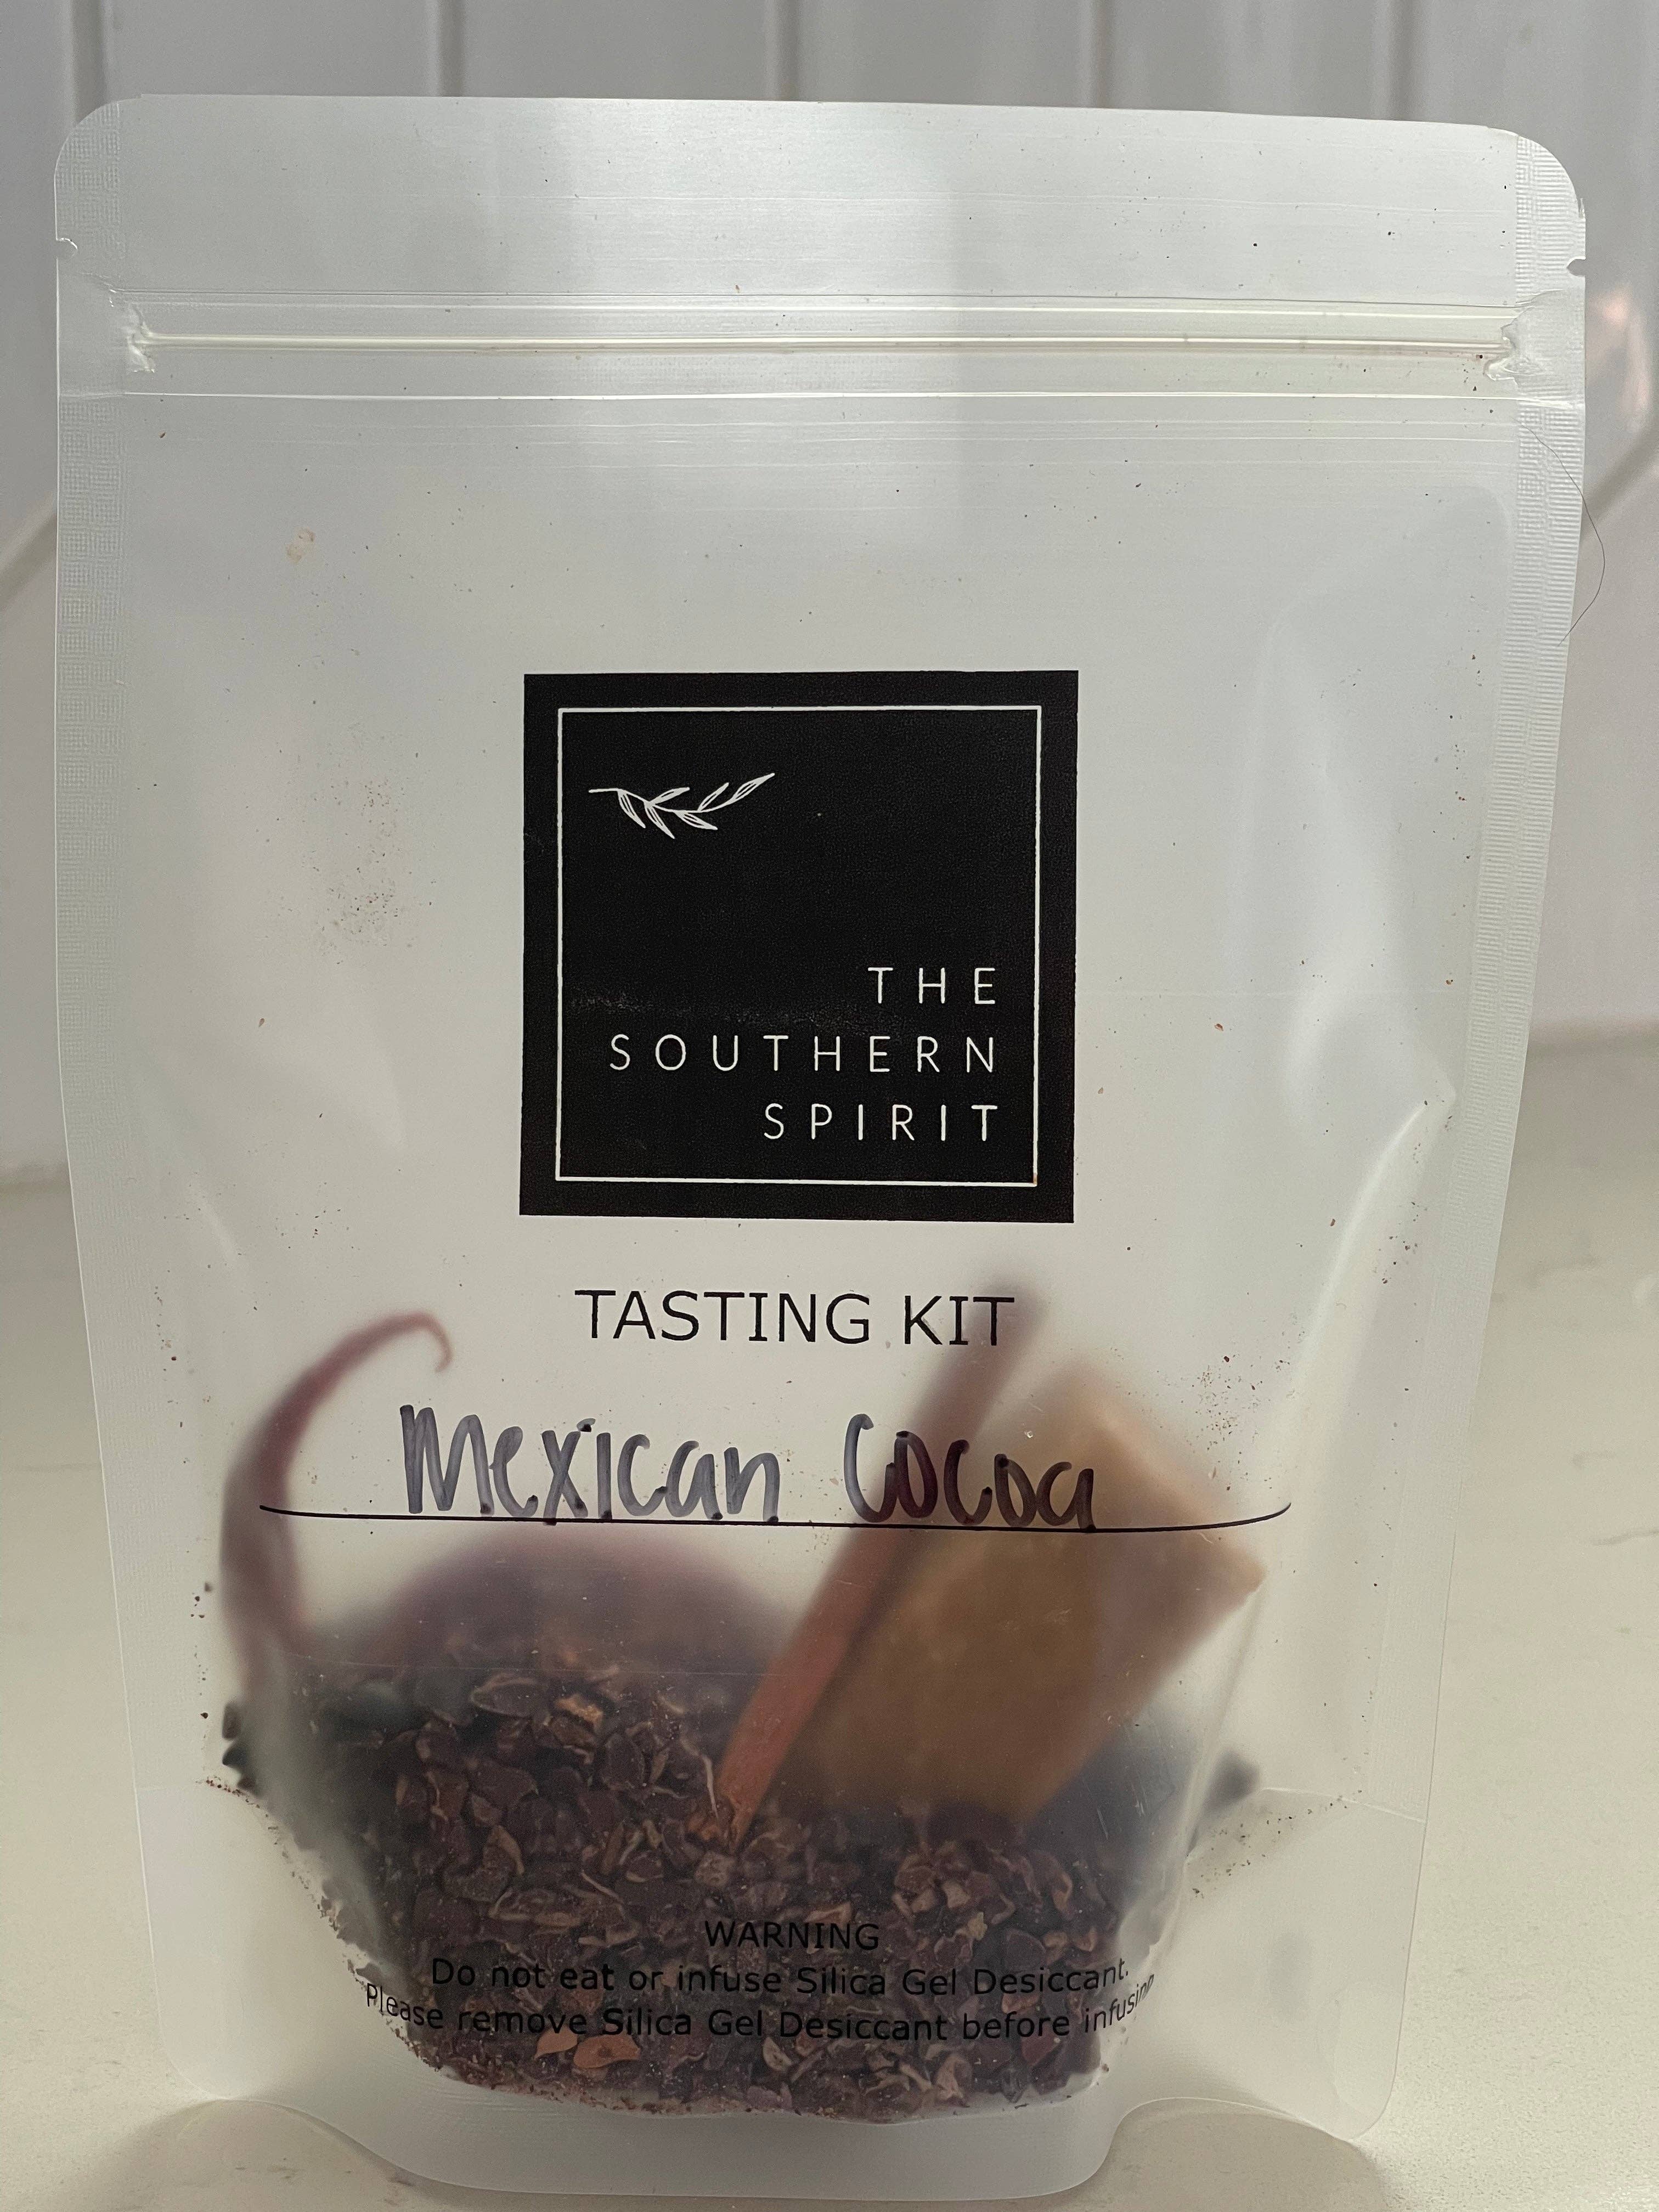 THE
SOUTHERN
SPIRIT
TASTING KIT
Mexican Cocoa
WARNING
Do not eat or infuse Silica Gel Desiccant.
Please remove Silica Gel Desiccant before infusing